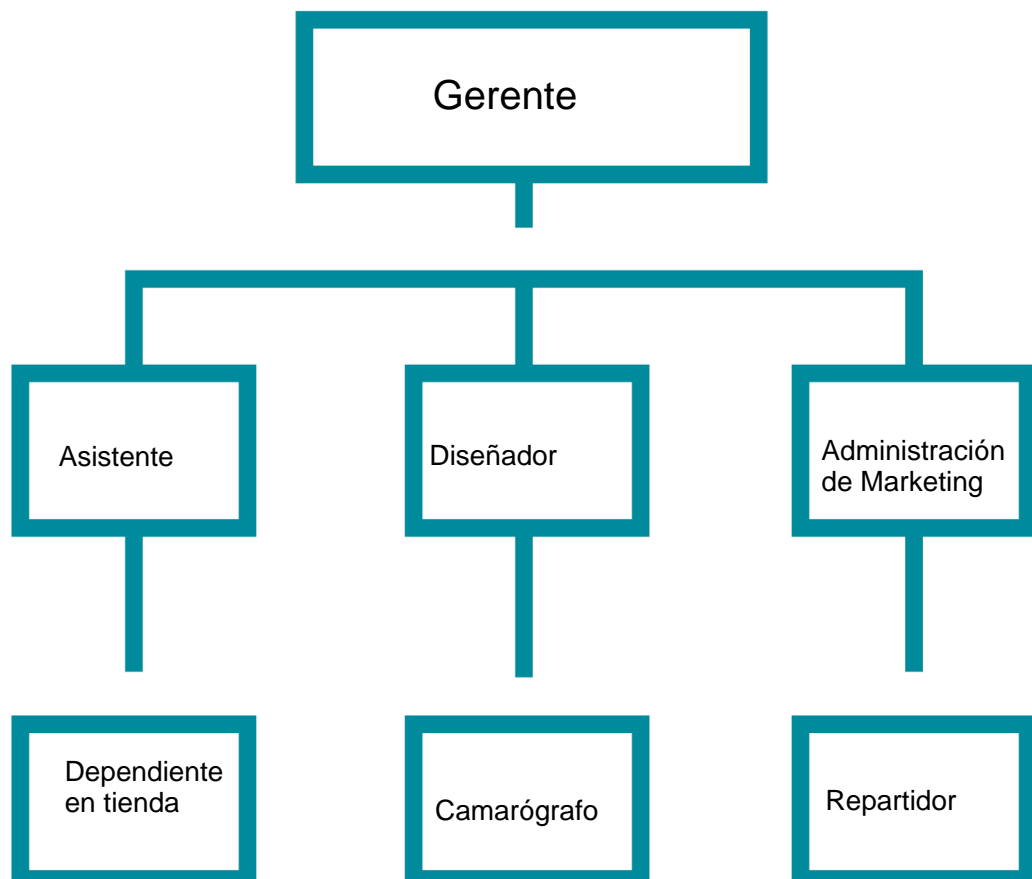 Gerente
Asistente
Diseñador
Administración
de Marketing
Dependiente
en tienda
Camarógrafo
Repartidor